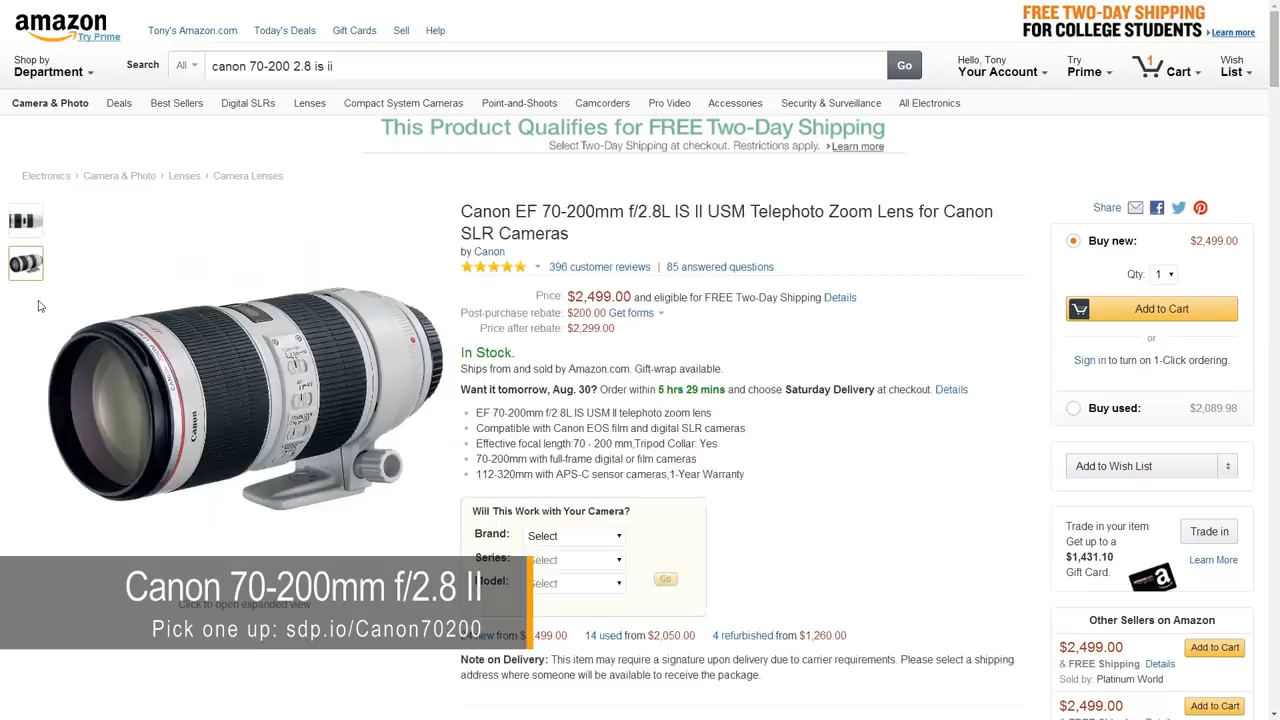 amazon
Try Prime
Tony's Amazon.com Today's Deals Gift Cards Sell Help
FREE TWO-DAY SHIPPING
FOR COLLEGE STUDENTS Learn more
Shop by
Department
Search All canon 70-200 2.8 is ii Go
Hello, Tony
Your Account
Try
Prime
1
Cart
Wish
List
Camera & Photo Deals Best Sellers Digital SLRs Lenses Compact System Cameras Point-and-Shoots Camcorders Pro Video Accessories Security & Surveillance All Electronics
This Product Qualifies for FREE Two-Day Shipping
Select Two-Day Shipping at checkout. Restrictions apply. Learn more
Electronics › Camera & Photo › Lenses › Camera Lenses
Canon EF 70-200mm f/2.8L IS II USM Telephoto Zoom Lens for Canon
SLR Cameras
by Canon
396 customer reviews | 85 answered questions
Price: $2,499.00 and eligible for FREE Two-Day Shipping Details
Post-purchase rebate: $200.00 Get forms
Price after rebate: $2,299.00
In Stock.
Ships from and sold by Amazon.com. Gift-wrap available.
Want it tomorrow, Aug. 30? Order within 5 hrs 29 mins and choose Saturday Delivery at checkout. Details
EF 70-200mm f/2.8L IS USM II telephoto zoom lens
Compatible with Canon EOS film and digital SLR cameras
Effective focal length:70 - 200 mm,Tripod Collar: Yes
70-200mm with full-frame digital or film cameras
112-320mm with APS-C sensor cameras,1-Year Warranty
Will This Work with Your Camera?
Brand: Select
Series: Select
Model: Select
Go
Canon
Click to open expanded view
Canon 70-200mm f/2.8 II
Pick one up: sdp.io/Canon70200
new from 499.00 14 used from $2,050.00 4 refurbished from $1,260.00
Note on Delivery: This item may require a signature upon delivery due to carrier requirements. Please select a shipping
address where someone will be available to receive the package.
Share
Buy new: $2,499.00
Qty: 1
Add to Cart
or
Sign in to turn on 1-Click ordering.
Buy used: $2,089.98
Add to Wish List
Trade in your item
Get up to a
$1,431.10
Gift Card.
Trade in
Learn More
a
Other Sellers on Amazon
$2,499.00 Add to Cart
& FREE Shipping. Details
Sold by: Platinum World
$2,499.00 Add to Cart